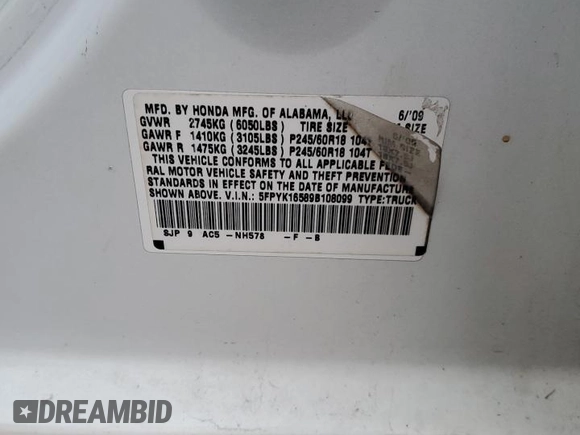 MFD. BY HONDA MFG. OF ALABAMA, LLC 6/'09
GVWR 2745KG (6050LBS) TIRE SIZE SIZE
GAWR F 1410KG (3105LBS) P245/60R18 104T
GAWR R 1475KG (3245LBS) P245/60R18 104T
THIS VEHICLE CONFORMS TO ALL APPLICABLE
RAL MOTOR VEHICLE SAFETY AND THEFT PREVENTION
STANDARDS IN EFFECT ON THE DATE OF MANUFACTURE
SHOWN ABOVE. V.I.N.: 5FPYK16589B108099 TYPE:TRUCK
SJP 9 AC5 -NH578 -F -B
DREAMBID